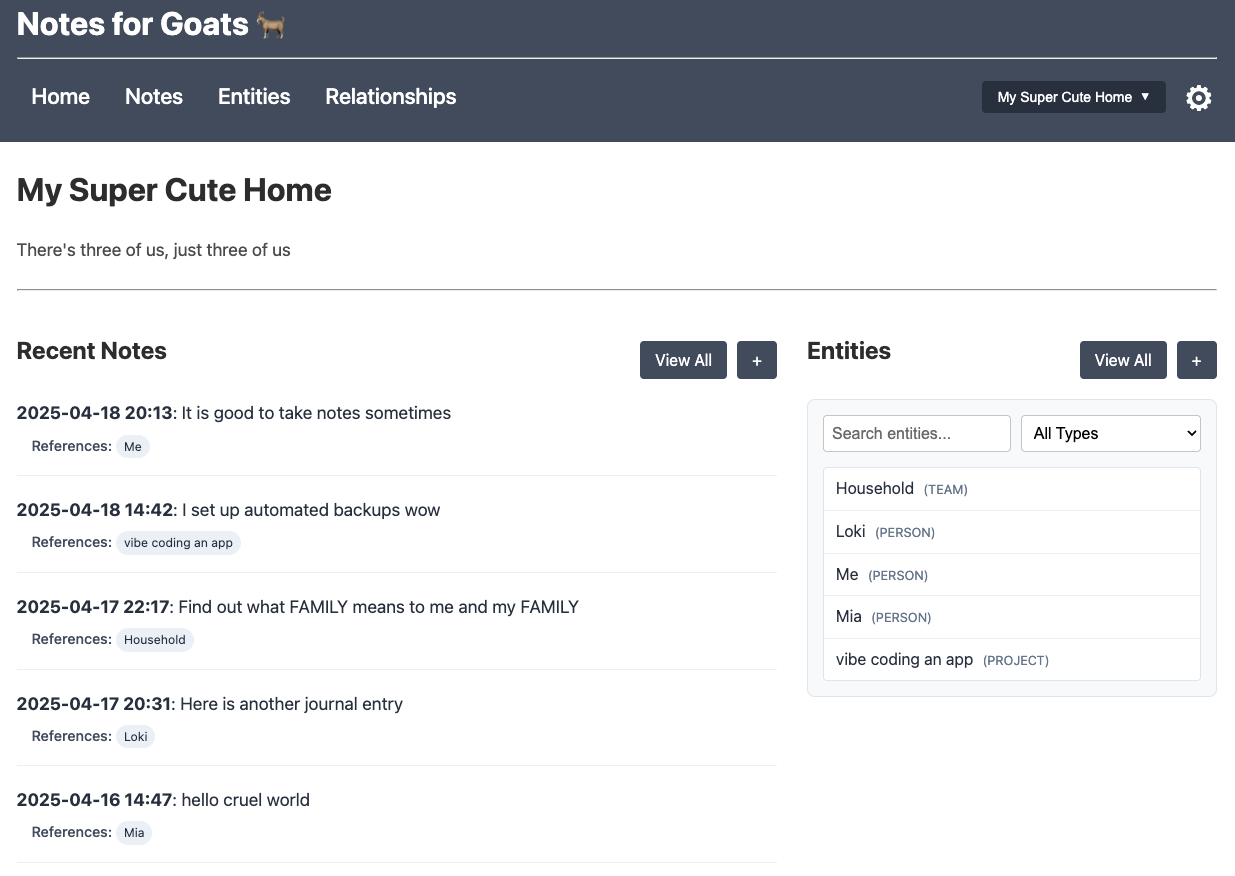 Notes for Goats 🐐
Home Notes Entities Relationships My Super Cute Home ▼
My Super Cute Home
There's three of us, just three of us
Recent Notes View All +
2025-04-18 20:13: It is good to take notes sometimes
References: Me
2025-04-18 14:42: I set up automated backups wow
References: vibe coding an app
2025-04-17 22:17: Find out what FAMILY means to me and my FAMILY
References: Household
2025-04-17 20:31: Here is another journal entry
References: Loki
2025-04-16 14:47: hello cruel world
References: Mia
Entities View All +
Search entities... All Types
Household (TEAM)
Loki (PERSON)
Me (PERSON)
Mia (PERSON)
vibe coding an app (PROJECT)